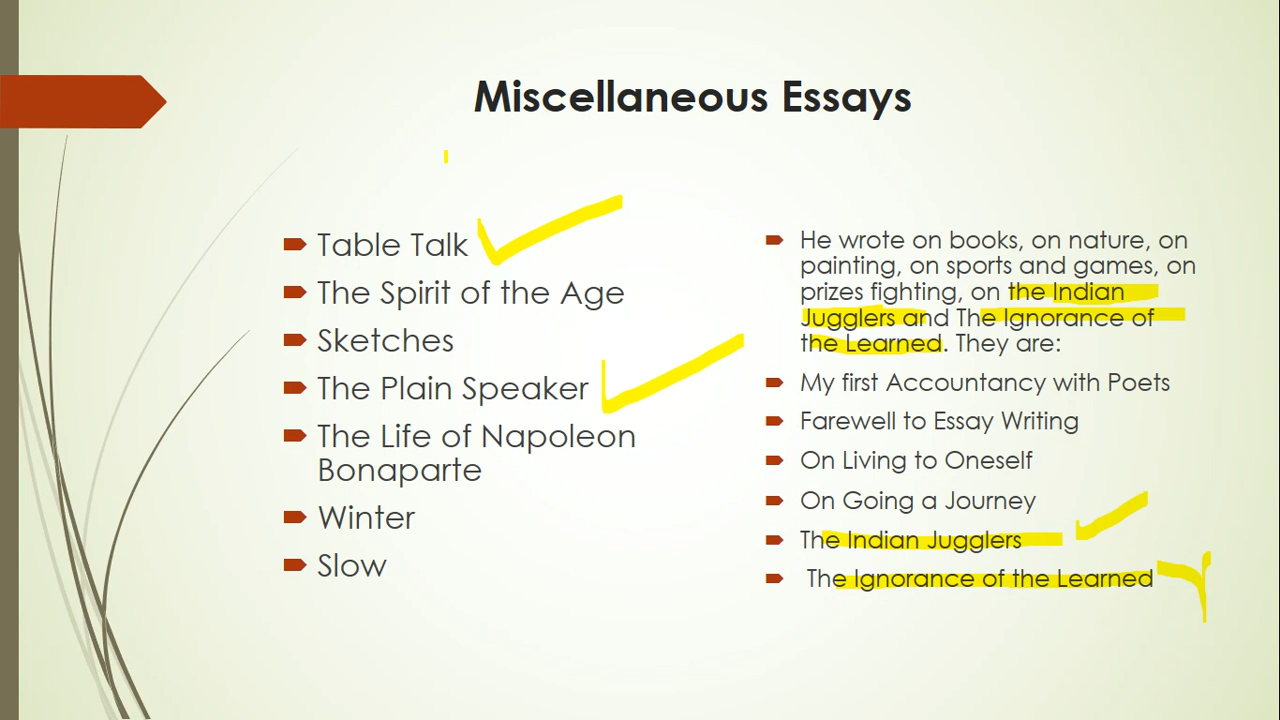 Miscellaneous Essays
Table Talk
The Spirit of the Age
Sketches
The Plain Speaker
The Life of Napoleon
Bonaparte
Winter
Slow
He wrote on books, on nature, on
painting, on sports and games, on
prizes fighting, on the Indian
Jugglers and The Ignorance of
the Learned. They are:
My first Accountancy with Poets
Farewell to Essay Writing
On Living to Oneself
On Going a Journey
The Indian Jugglers
The Ignorance of the Learned